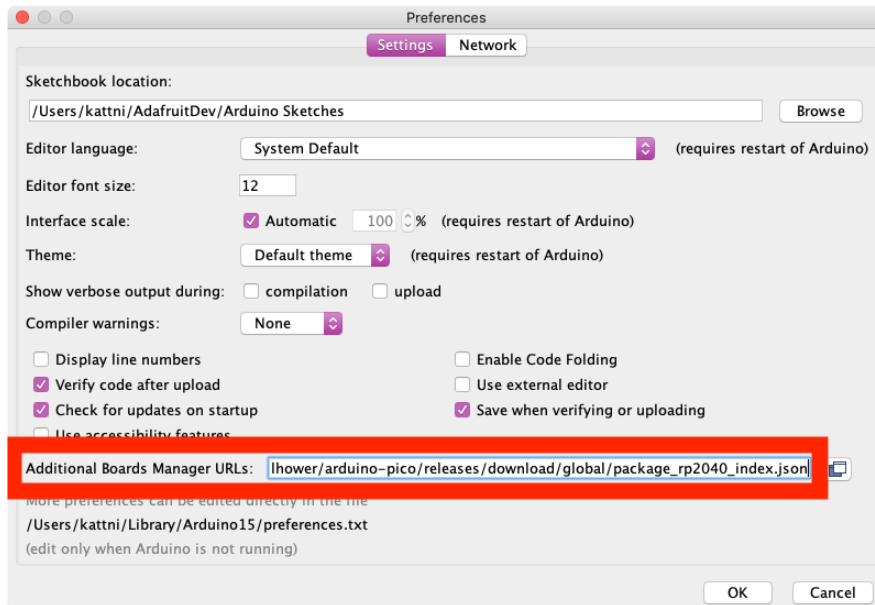 Preferences
Settings Network
Sketchbook location:
/Users/kattni/AdafruitDev/Arduino Sketches Browse
Editor language: System Default (requires restart of Arduino)
Editor font size: 12
Interface scale: Automatic 100 % (requires restart of Arduino)
Theme: Default theme (requires restart of Arduino)
Show verbose output during: compilation upload
Compiler warnings: None
Display line numbers Enable Code Folding
Verify code after upload Use external editor
Check for updates on startup Save when verifying or uploading
Use accessibility features
Additional Boards Manager URLs: lhower/arduino-pico/releases/download/global/package_rp2040_index.json
More preferences can be edited directly in the file
/Users/kattni/Library/Arduino15/preferences.txt
(edit only when Arduino is not running)
OK Cancel